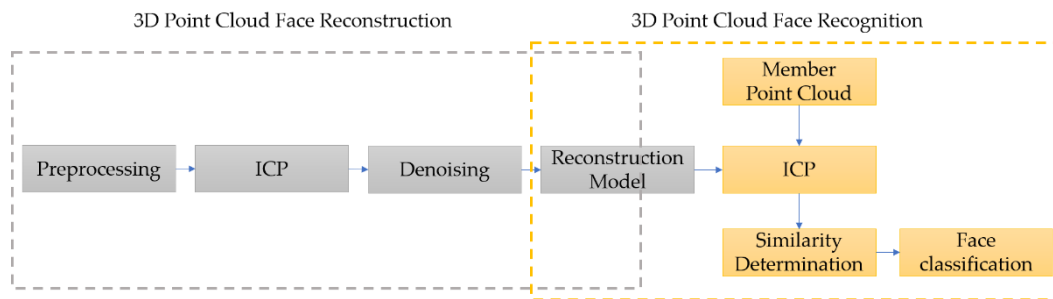 3D Point Cloud Face Reconstruction
3D Point Cloud Face Recognition
Member
Point Cloud
Preprocessing
ICP
Denoising
Reconstruction
Model
ICP
Similarity
Determination
Face
classification